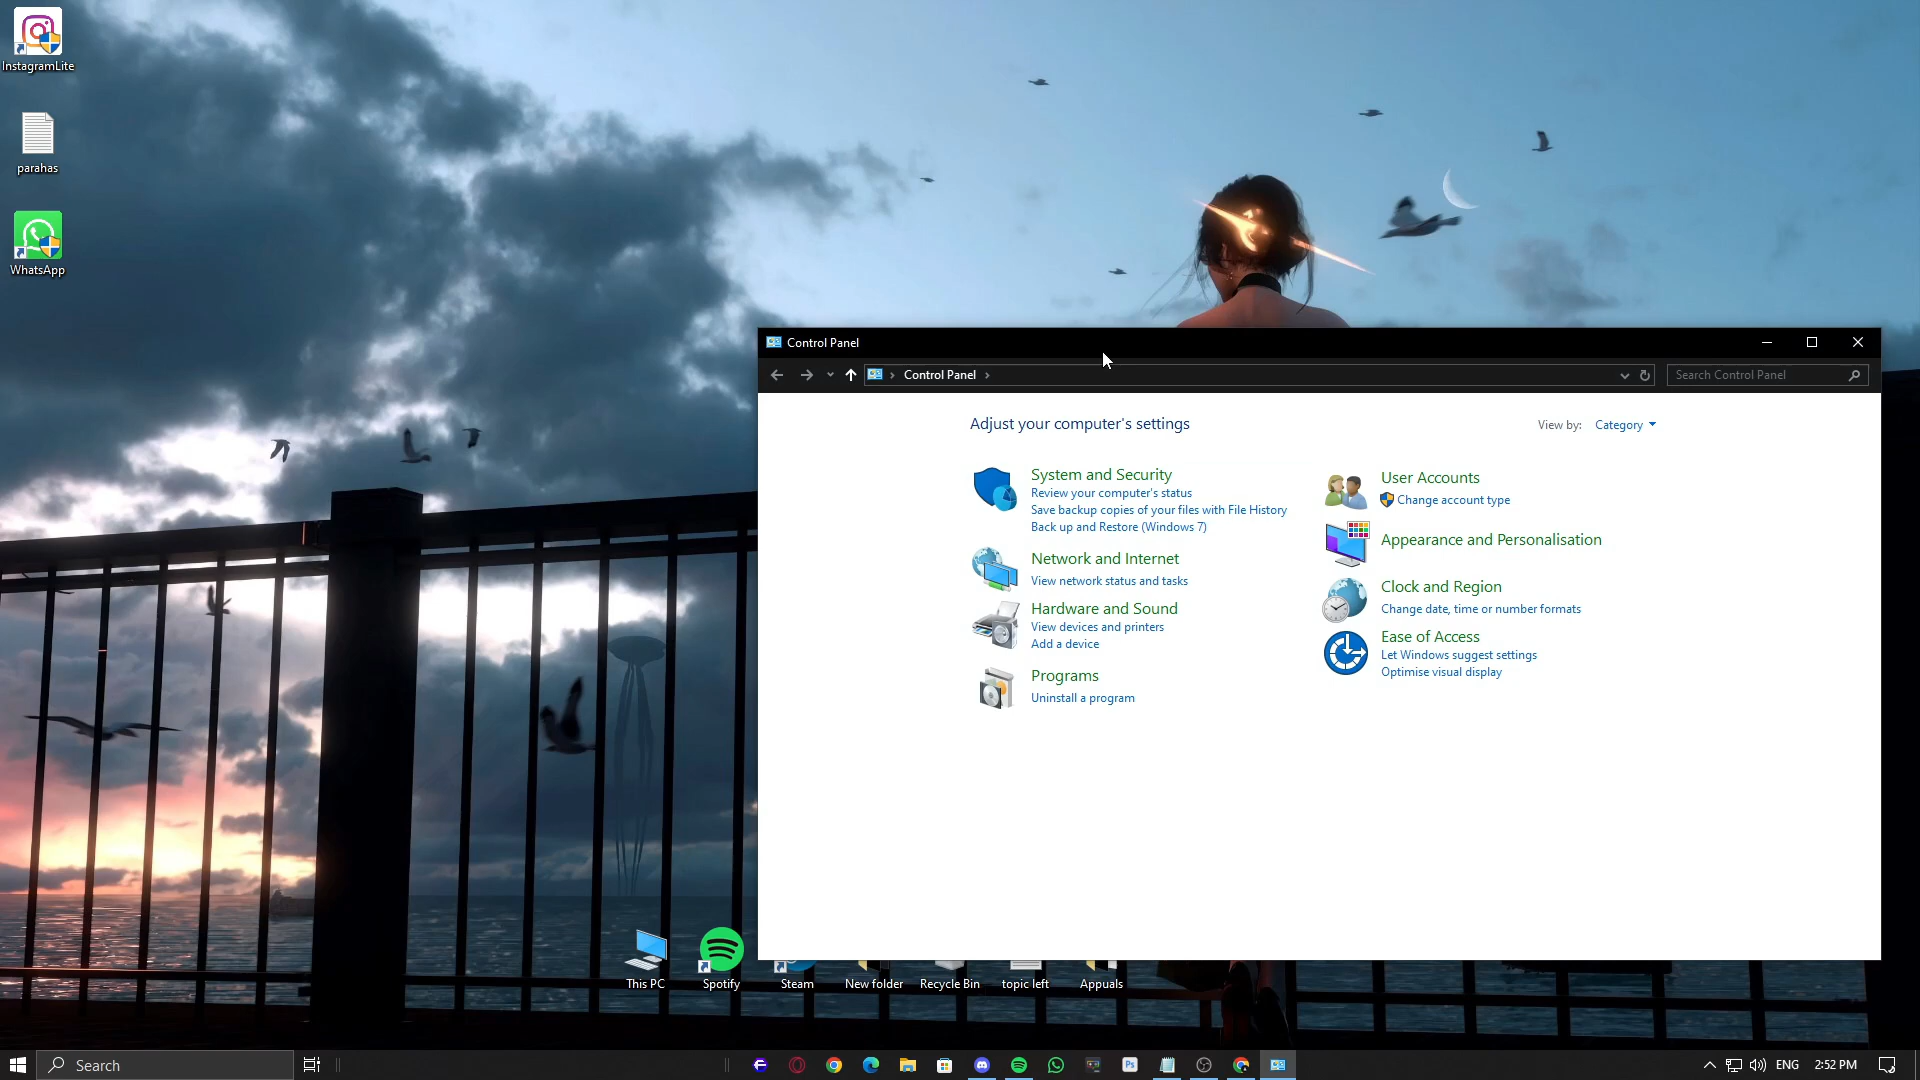 InstagramLite
parahas
WhatsApp
Control Panel
Control Panel
Search Control Panel
Adjust your computer's settings
View by: Category
System and Security
Review your computer's status
Save backup copies of your files with File History
Back up and Restore (Windows 7)
Network and Internet
View network status and tasks
Hardware and Sound
View devices and printers
Add a device
Programs
Uninstall a program
User Accounts
Change account type
Appearance and Personalisation
Clock and Region
Change date, time or number formats
Ease of Access
Let Windows suggest settings
Optimise visual display
This PC
Spotify
Steam
New folder
Recycle Bin
topic left
Appuals
Search
Ps
ENG
2:52 PM